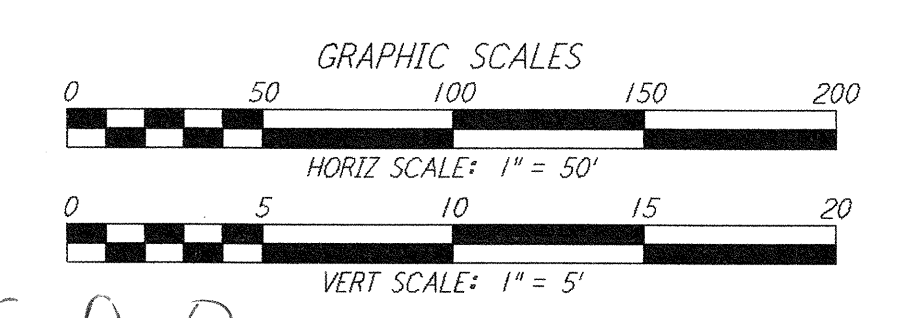 GRAPHIC SCALES
0 50 100 150 200
HORIZ SCALE: 1" = 50'
0 5 10 15 20
VERT SCALE: 1" = 5'